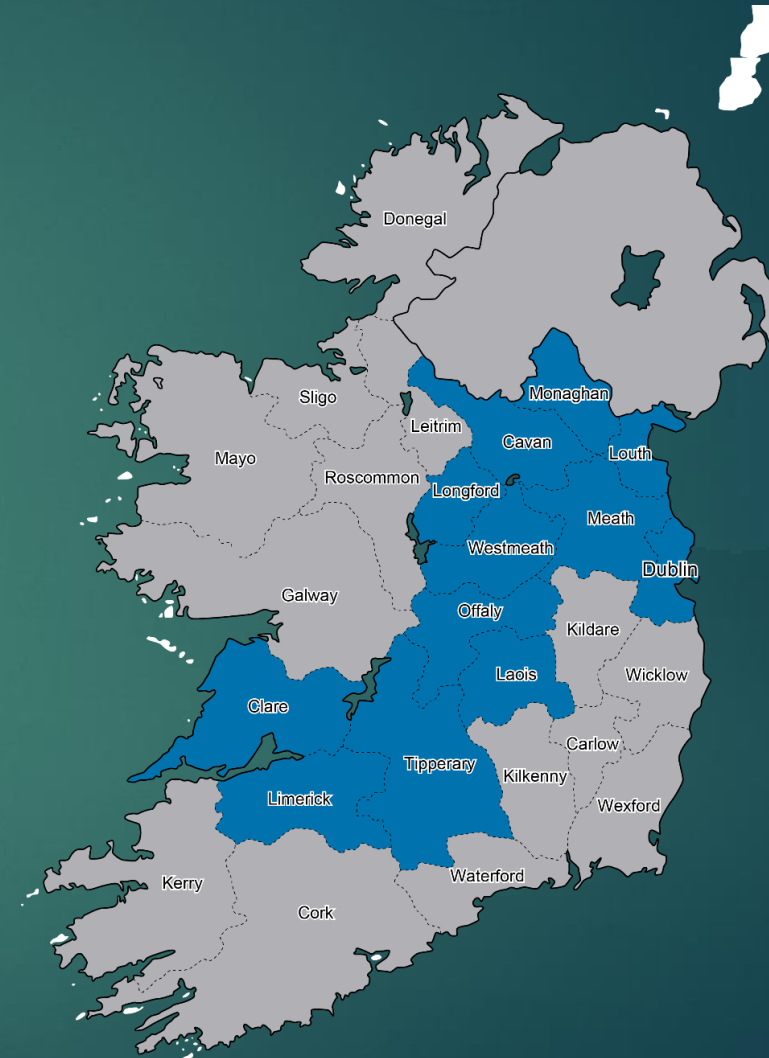 Donegal
Monaghan
Sligo
Leitrim
Cavan
Louth
Mayo
Roscommon
Longford
Meath
Westmeath
Dublin
Galway
Offaly
Kildare
Laois
Wicklow
Clare
Carlow
Tipperary
Kilkenny
Limerick
Wexford
Waterford
Kerry
Cork